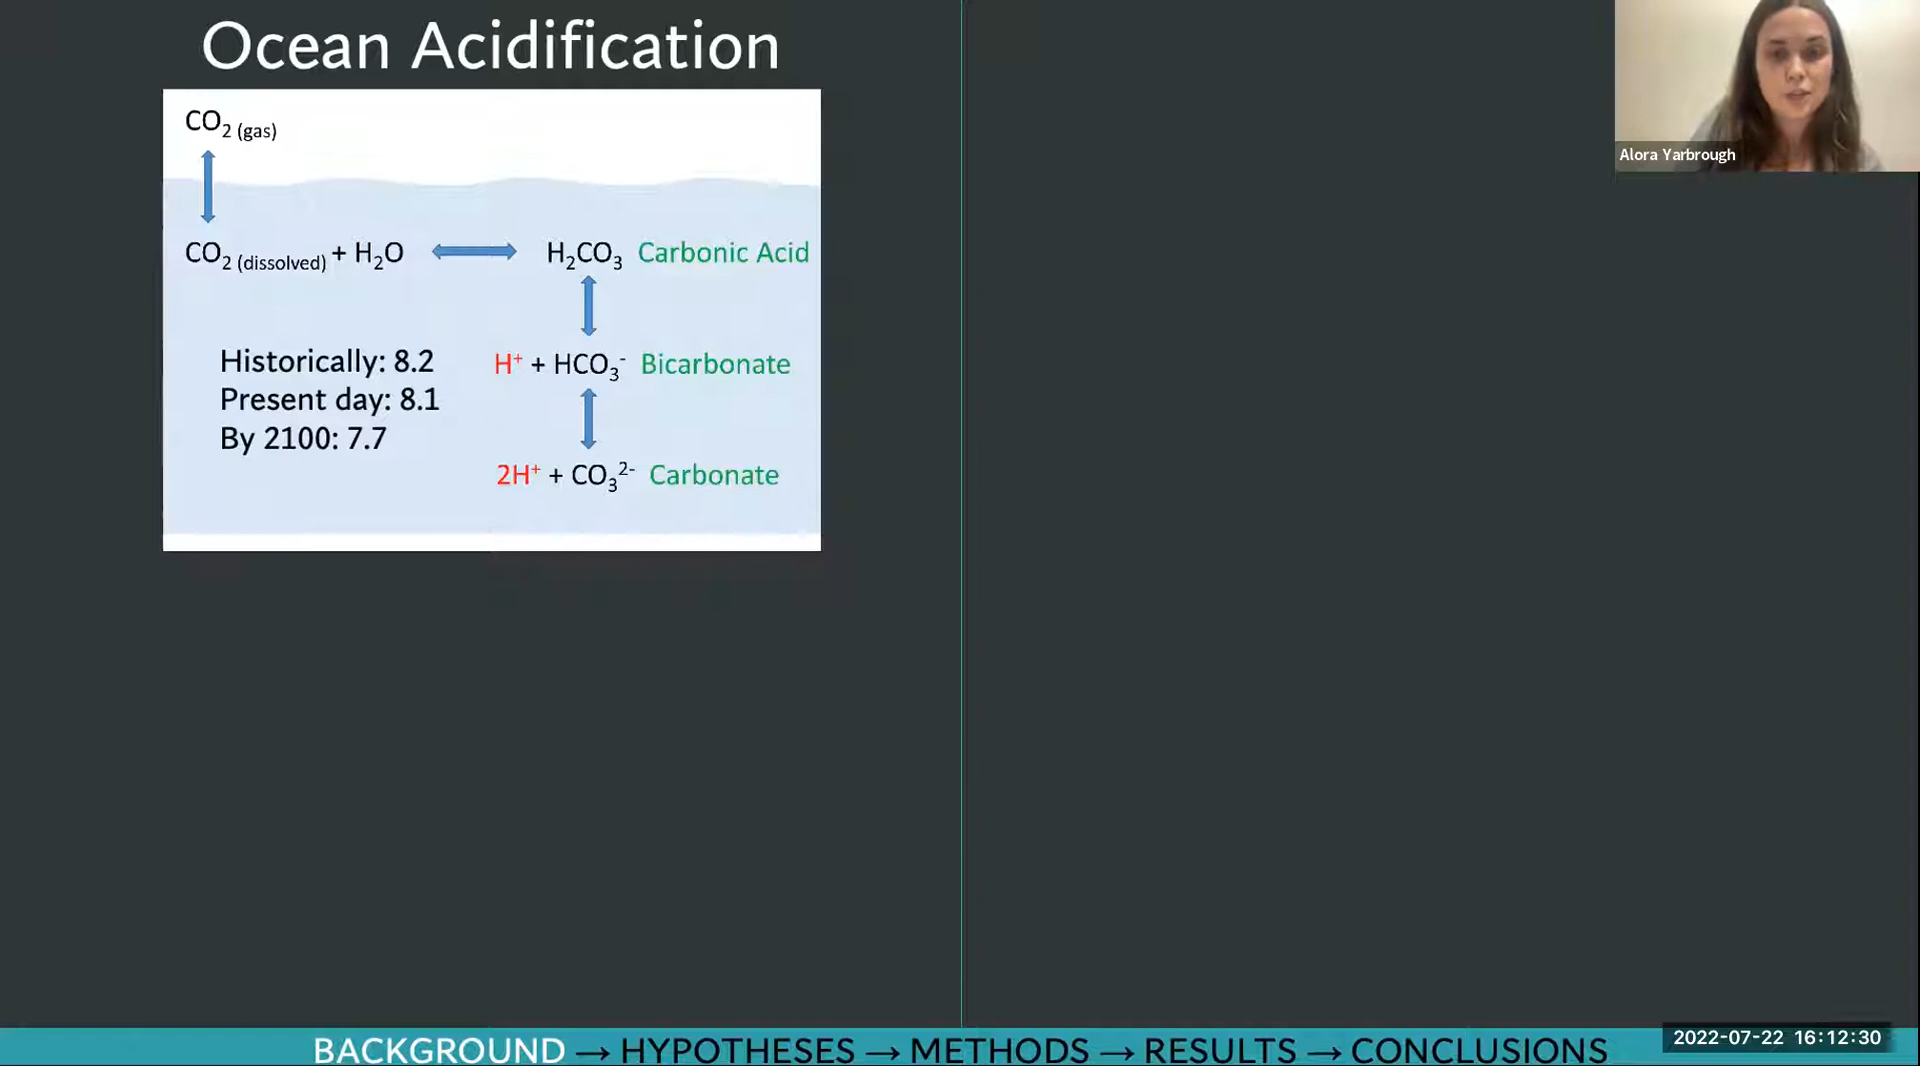 Ocean Acidification
CO₂ (gas)
CO₂ (dissolved) + H₂O
H₂CO₃ Carbonic Acid
Historically: 8.2
Present day: 8.1
By 2100: 7.7
H⁺ + HCO₃⁻ Bicarbonate
2H⁺ + CO₃²⁻ Carbonate
Alora Yarbrough
BACKGROUND → HYPOTHESES → METHODS → RESULTS → CONCLUSIONS
2022-07-22 16:12:30